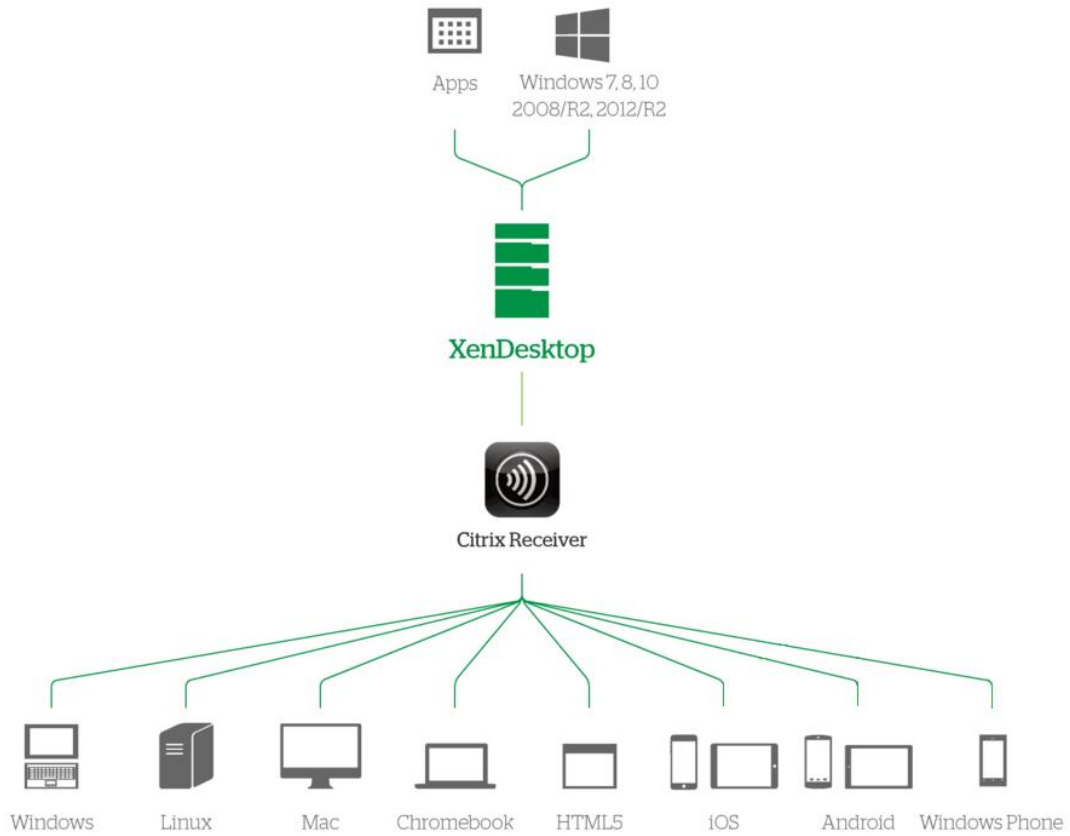 Apps
Windows 7, 8, 10
2008/R2, 2012/R2
XenDesktop
Citrix Receiver
Windows
Linux
Mac
Chromebook
HTML5
iOS
Android
Windows Phone